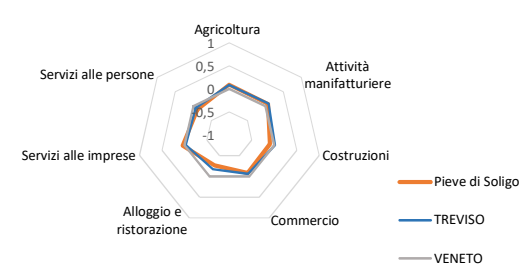 Agricoltura
1
0,5
0
-0,5
-1
Attività
manifatturiere
Costruzioni
Commercio
Alloggio e
ristorazione
Servizi alle imprese
Servizi alle persone
Pieve di Soligo
TREVISO
VENETO